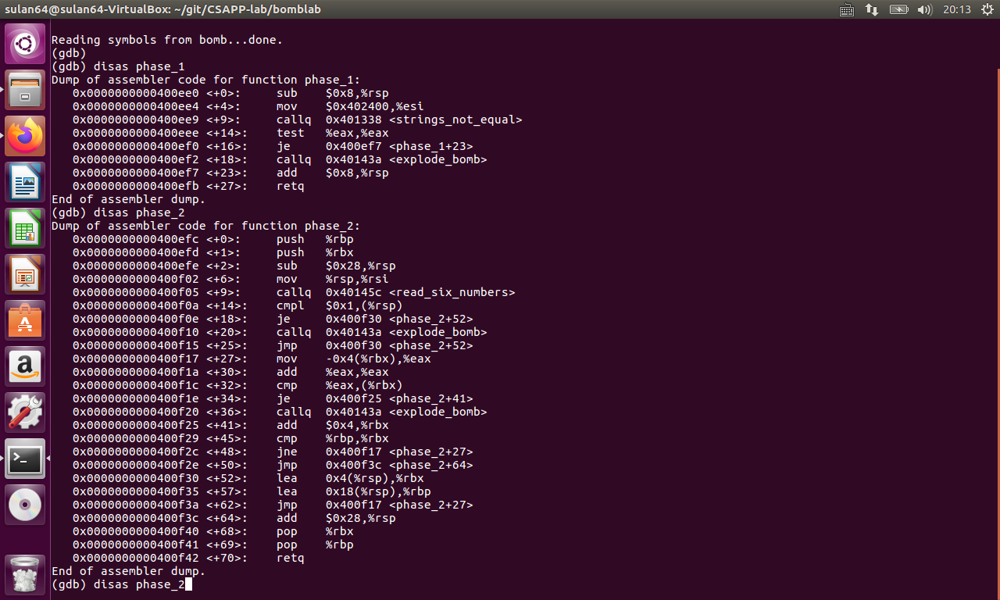 sulan64@sulan64-VirtualBox: ~/git/CSAPP-lab/bomblab 20:13
Reading symbols from bomb...done.
(gdb)
(gdb) disas phase_1
Dump of assembler code for function phase_1:
   0x0000000000400ee0 <+0>:     sub    $0x8,%rsp
   0x0000000000400ee4 <+4>:     mov    $0x402400,%esi
   0x0000000000400ee9 <+9>:     callq  0x401338 <strings_not_equal>
   0x0000000000400eee <+14>:    test   %eax,%eax
   0x0000000000400ef0 <+16>:    je     0x400ef7 <phase_1+23>
   0x0000000000400ef2 <+18>:    callq  0x40143a <explode_bomb>
   0x0000000000400ef7 <+23>:    add    $0x8,%rsp
   0x0000000000400efb <+27>:    retq
End of assembler dump.
(gdb) disas phase_2
Dump of assembler code for function phase_2:
   0x0000000000400efc <+0>:     push   %rbp
   0x0000000000400efd <+1>:     push   %rbx
   0x0000000000400efe <+2>:     sub    $0x28,%rsp
   0x0000000000400f02 <+6>:     mov    %rsp,%rsi
   0x0000000000400f05 <+9>:     callq  0x40145c <read_six_numbers>
   0x0000000000400f0a <+14>:    cmpl   $0x1,(%rsp)
   0x0000000000400f0e <+18>:    je     0x400f30 <phase_2+52>
   0x0000000000400f10 <+20>:    callq  0x40143a <explode_bomb>
   0x0000000000400f15 <+25>:    jmp    0x400f30 <phase_2+52>
   0x0000000000400f17 <+27>:    mov    -0x4(%rbx),%eax
   0x0000000000400f1a <+30>:    add    %eax,%eax
   0x0000000000400f1c <+32>:    cmp    %eax,(%rbx)
   0x0000000000400f1e <+34>:    je     0x400f25 <phase_2+41>
   0x0000000000400f20 <+36>:    callq  0x40143a <explode_bomb>
   0x0000000000400f25 <+41>:    add    $0x4,%rbx
   0x0000000000400f29 <+45>:    cmp    %rbp,%rbx
   0x0000000000400f2c <+48>:    jne    0x400f17 <phase_2+27>
   0x0000000000400f2e <+50>:    jmp    0x400f3c <phase_2+64>
   0x0000000000400f30 <+52>:    lea    0x4(%rsp),%rbx
   0x0000000000400f35 <+57>:    lea    0x18(%rsp),%rbp
   0x0000000000400f3a <+62>:    jmp    0x400f17 <phase_2+27>
   0x0000000000400f3c <+64>:    add    $0x28,%rsp
   0x0000000000400f40 <+68>:    pop    %rbx
   0x0000000000400f41 <+69>:    pop    %rbp
   0x0000000000400f42 <+70>:    retq
End of assembler dump.
(gdb) disas phase_2